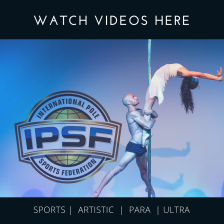 WATCH VIDEOS HERE
INTERNATIONAL POLE
IPSF
SPORTS FEDERATION
SPORTS | ARTISTIC | PARA | ULTRA